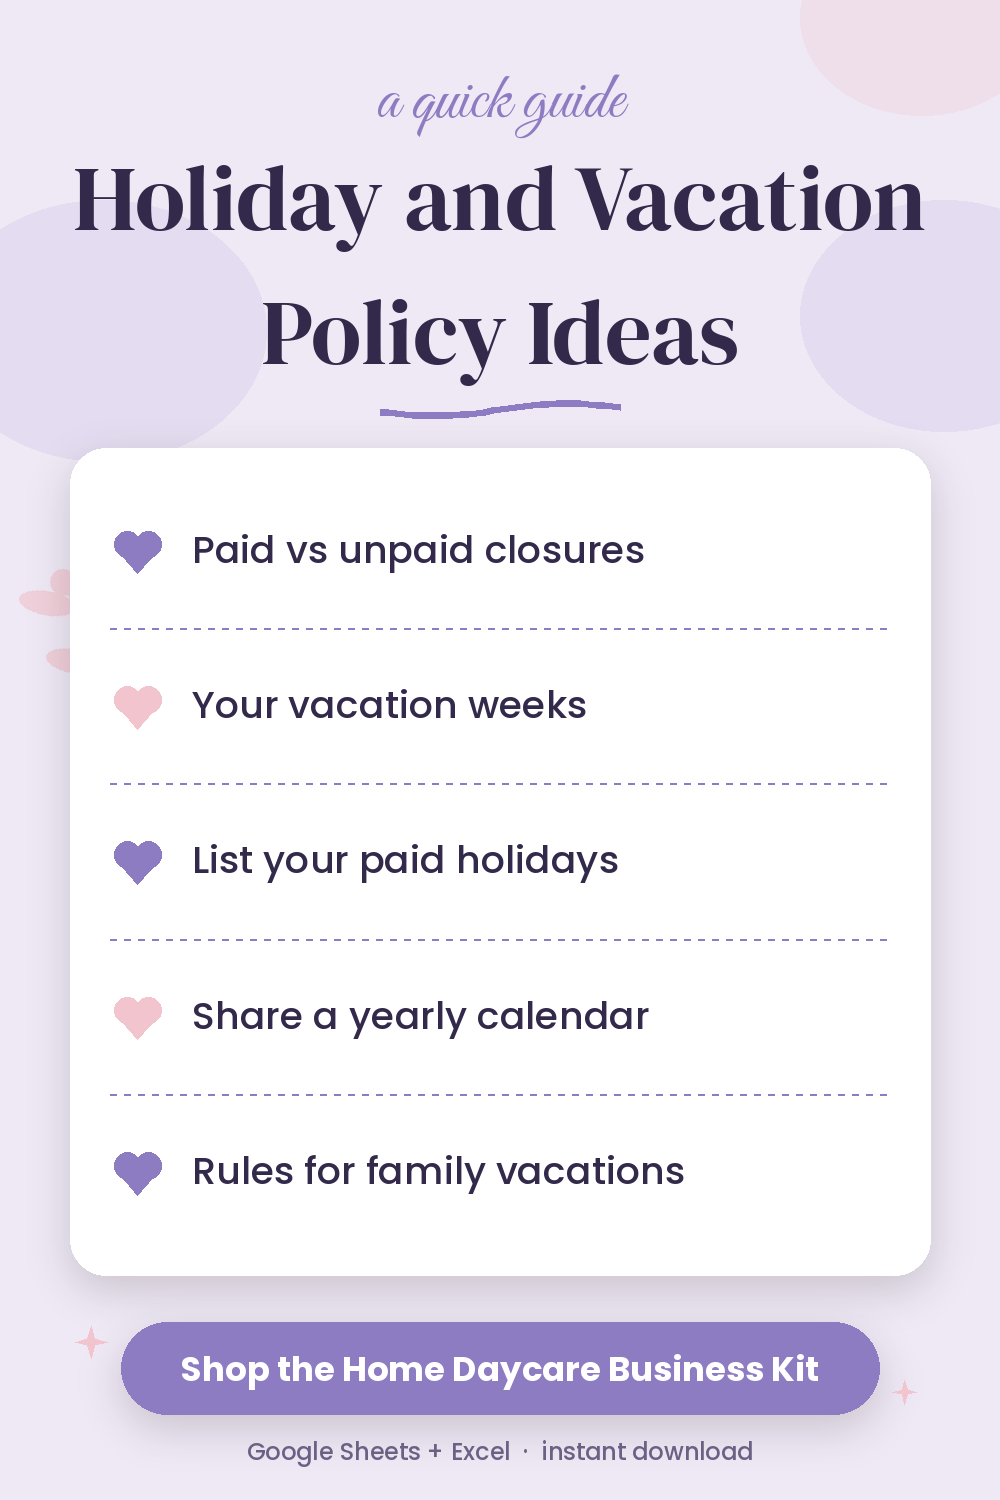 a quick guide
Holiday and Vacation
Policy Ideas
Paid vs unpaid closures
Your vacation weeks
List your paid holidays
Share a yearly calendar
Rules for family vacations
Shop the Home Daycare Business Kit
Google Sheets + Excel · instant download